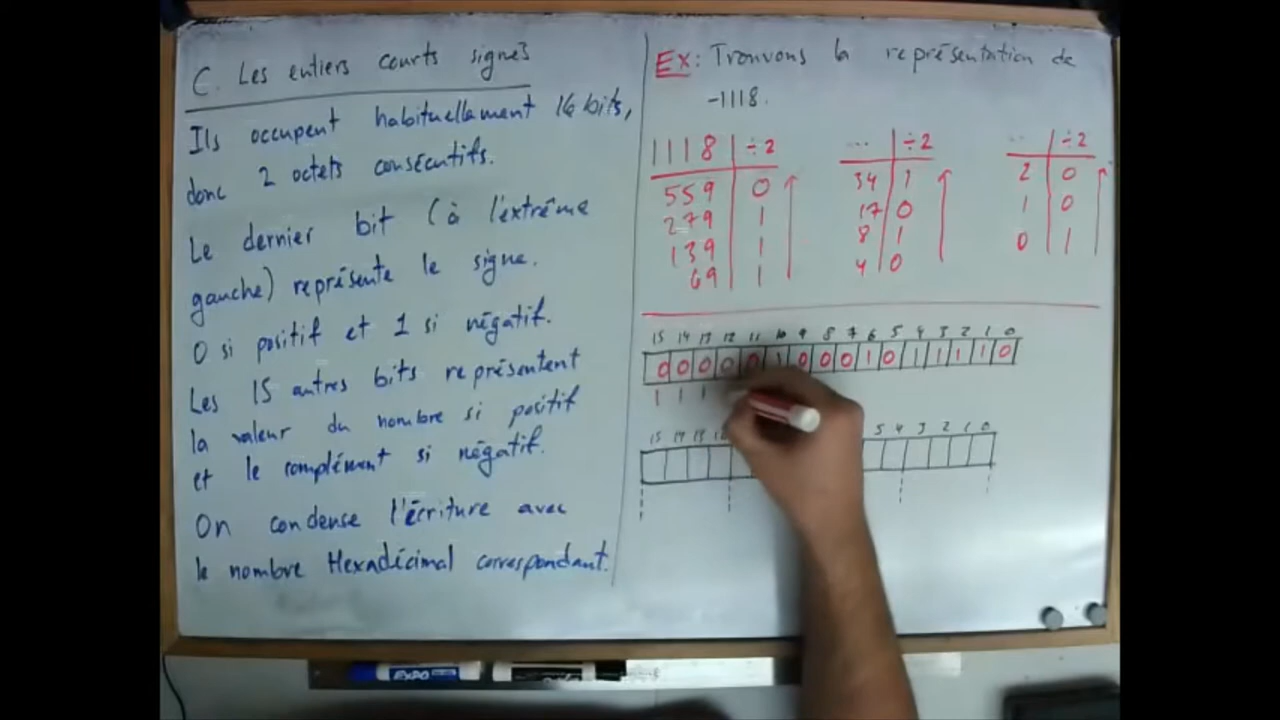 C. Les entiers courts signés
Ils occupent habituellement 16 bits,
donc 2 octets consécutifs.
Le dernier bit (à l'extrême
gauche) représente le signe.
0 si positif et 1 si négatif.
Les 15 autres bits représentent
la valeur du nombre si positif
et le complément si négatif.
On condense l'écriture avec
le nombre Hexadécimal correspondant.
Ex: Trouvons la représentation de
-1118.
1118 ÷2
559 0
279 1
139 1
69 1
... ÷2
34 1
17 0
8 1
4 0
... ÷2
2 0
1 0
0 1
15 14 13 12 11 10 9 8 7 6 5 4 3 2 1 0
0 0 0 0 0 1 0 0 0 1 0 1 1 1 1 0
1 1 1
15 14 13 5 4 3 2 1 0
EXPO